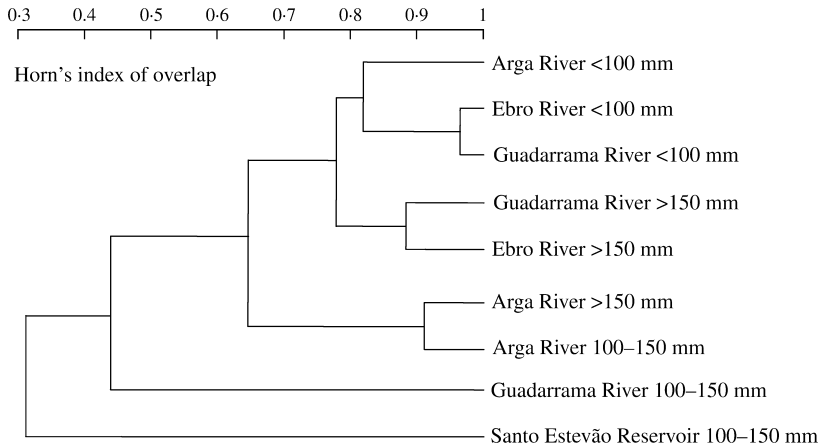 0·3 0·4 0·5 0·6 0·7 0·8 0·9 1
Horn's index of overlap
Arga River <100 mm
Ebro River <100 mm
Guadarrama River <100 mm
Guadarrama River >150 mm
Ebro River >150 mm
Arga River >150 mm
Arga River 100–150 mm
Guadarrama River 100–150 mm
Santo Estevão Reservoir 100–150 mm